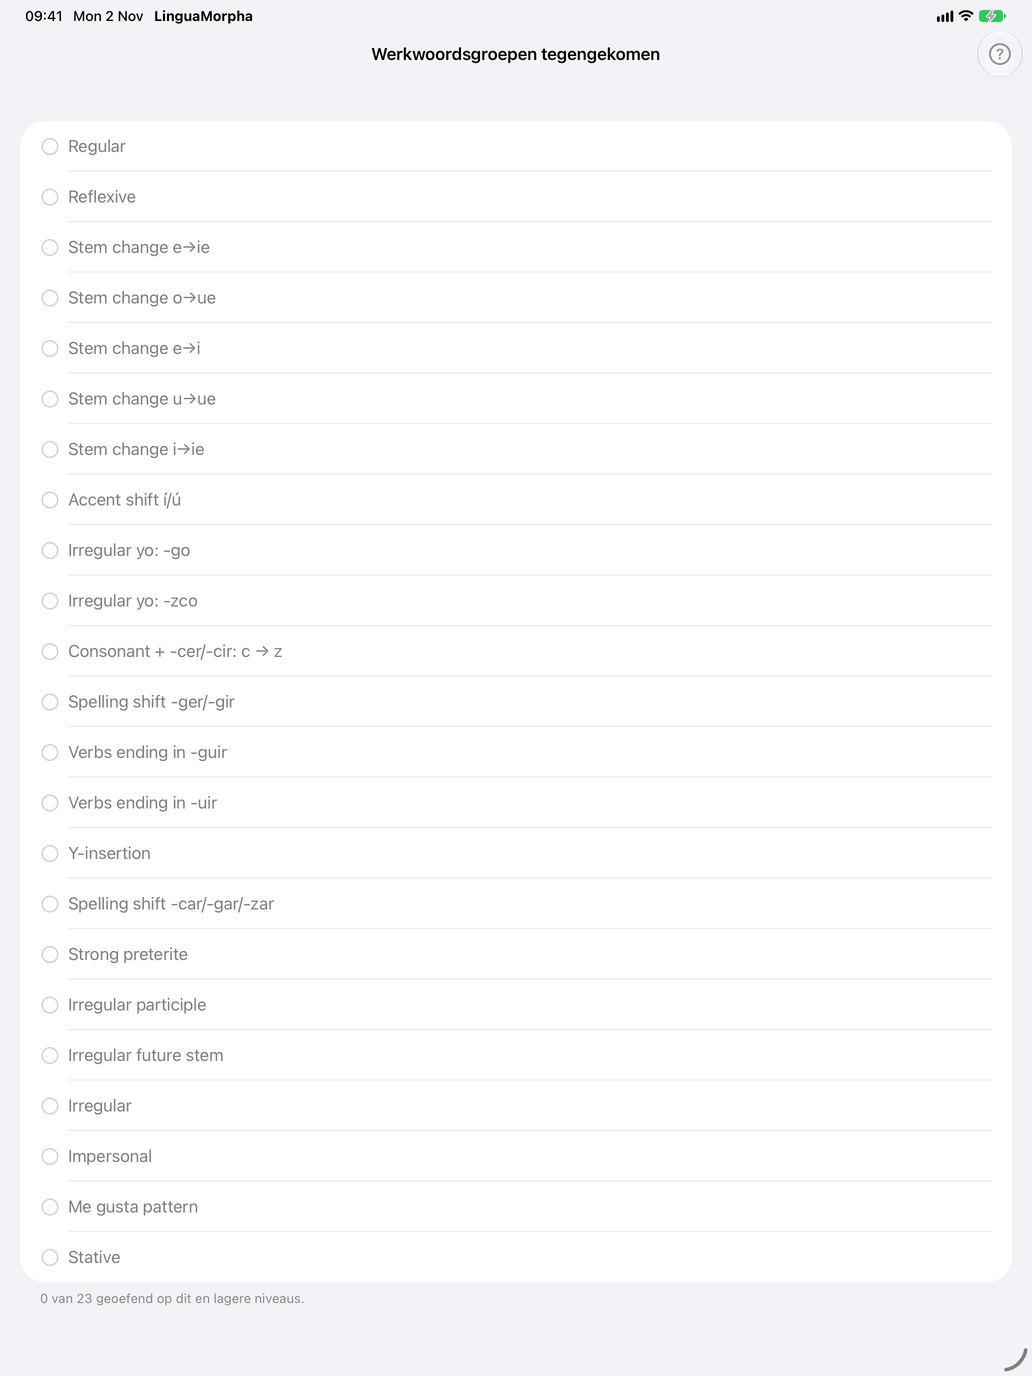 09:41 Mon 2 Nov LinguaMorpha
Werkwoordsgroepen tegengekomen
?
Regular
Reflexive
Stem change e→ie
Stem change o→ue
Stem change e→i
Stem change u→ue
Stem change i→ie
Accent shift í/ú
Irregular yo: -go
Irregular yo: -zco
Consonant + -cer/-cir: c → z
Spelling shift -ger/-gir
Verbs ending in -guir
Verbs ending in -uir
Y-insertion
Spelling shift -car/-gar/-zar
Strong preterite
Irregular participle
Irregular future stem
Irregular
Impersonal
Me gusta pattern
Stative
0 van 23 geoefend op dit en lagere niveaus.